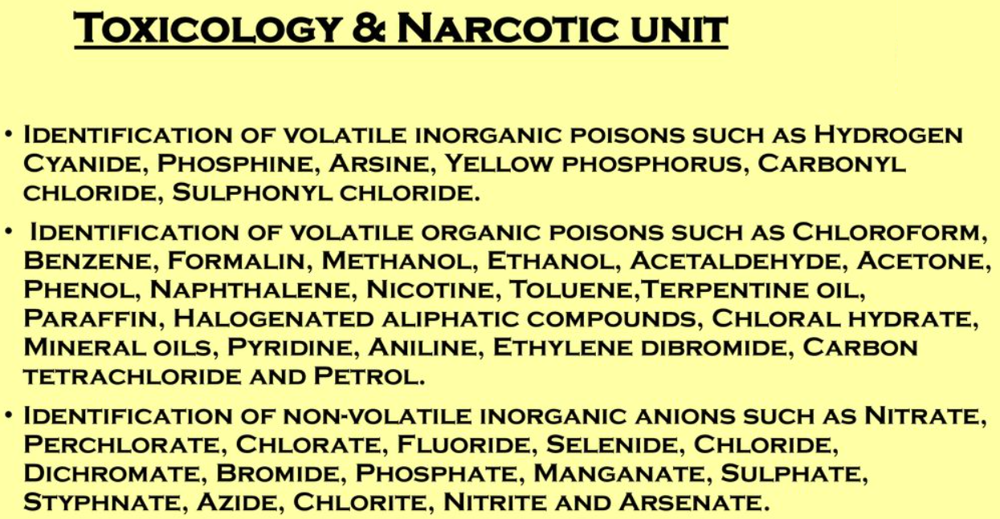 Toxicology & Narcotic unit
• Identification of volatile inorganic poisons such as Hydrogen
Cyanide, Phosphine, Arsine, Yellow phosphorus, Carbonyl
chloride, Sulphonyl chloride.
• Identification of volatile organic poisons such as Chloroform,
Benzene, Formalin, Methanol, Ethanol, Acetaldehyde, Acetone,
Phenol, Naphthalene, Nicotine, Toluene,Terpentine oil,
Paraffin, Halogenated aliphatic compounds, Chloral hydrate,
Mineral oils, Pyridine, Aniline, Ethylene dibromide, Carbon
tetrachloride and Petrol.
• Identification of non-volatile inorganic anions such as Nitrate,
Perchlorate, Chlorate, Fluoride, Selenide, Chloride,
Dichromate, Bromide, Phosphate, Manganate, Sulphate,
Styphnate, Azide, Chlorite, Nitrite and Arsenate.